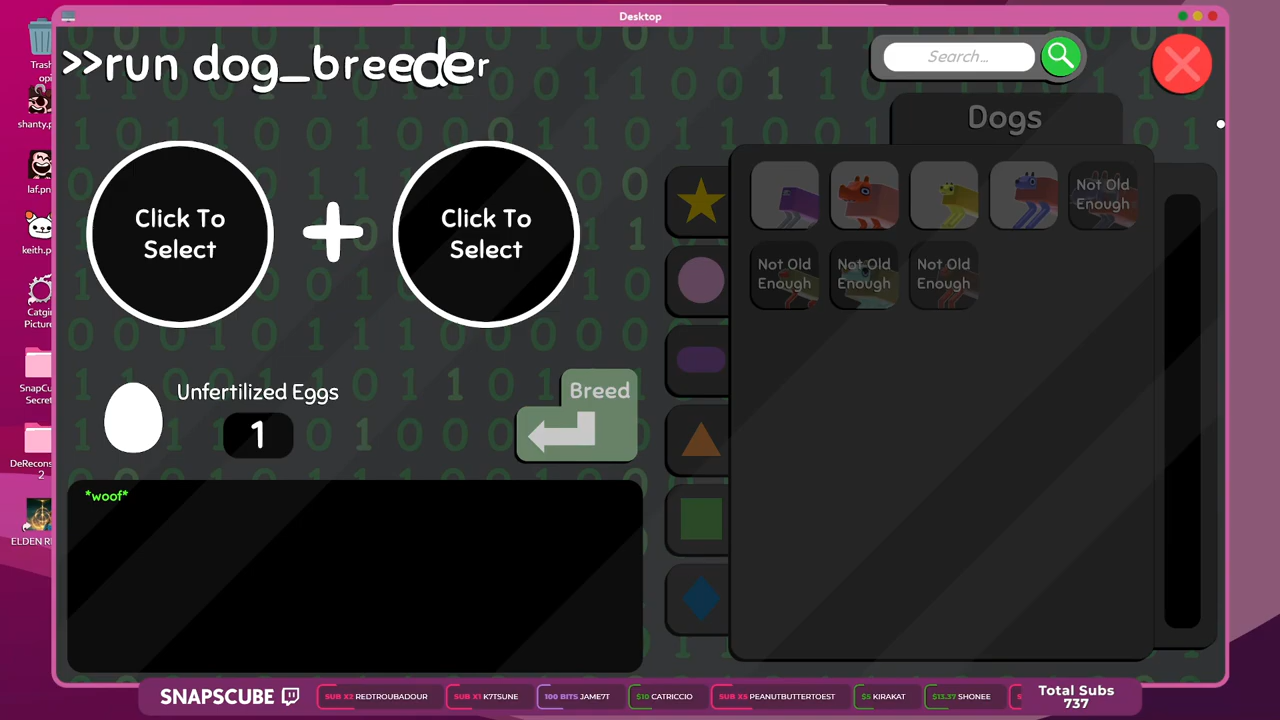 Desktop
>>run dog_breeder
Search...
Dogs
Click To
Select
+
Click To
Select
Not Old
Enough
Not Old
Enough
Not Old
Enough
Not Old
Enough
Unfertilized Eggs
1
Breed
*woof*
Trash
shanty.p
laf.pn
keith.p
Catgir
Picture
SnapCu
Secret
DeRecons
2
ELDEN RI
SNAPSCUBE
SUB X2 REDTROUBADOUR
SUB X1 K7TSUNE
100 BITS JAME7T
$10 CATRICCIO
SUB X5 PEANUTBUTTERTOEST
$5 KIRAKAT
$13.37 SHONEE
Total Subs
737